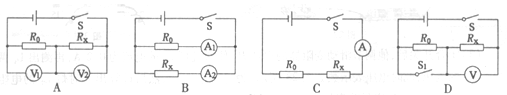 S
R₀
Rₓ
V₁
V₂
A
S
R₀
A₁
Rₓ
A₂
B
S
A
R₀
Rₓ
C
S
R₀
Rₓ
S₁
V
D